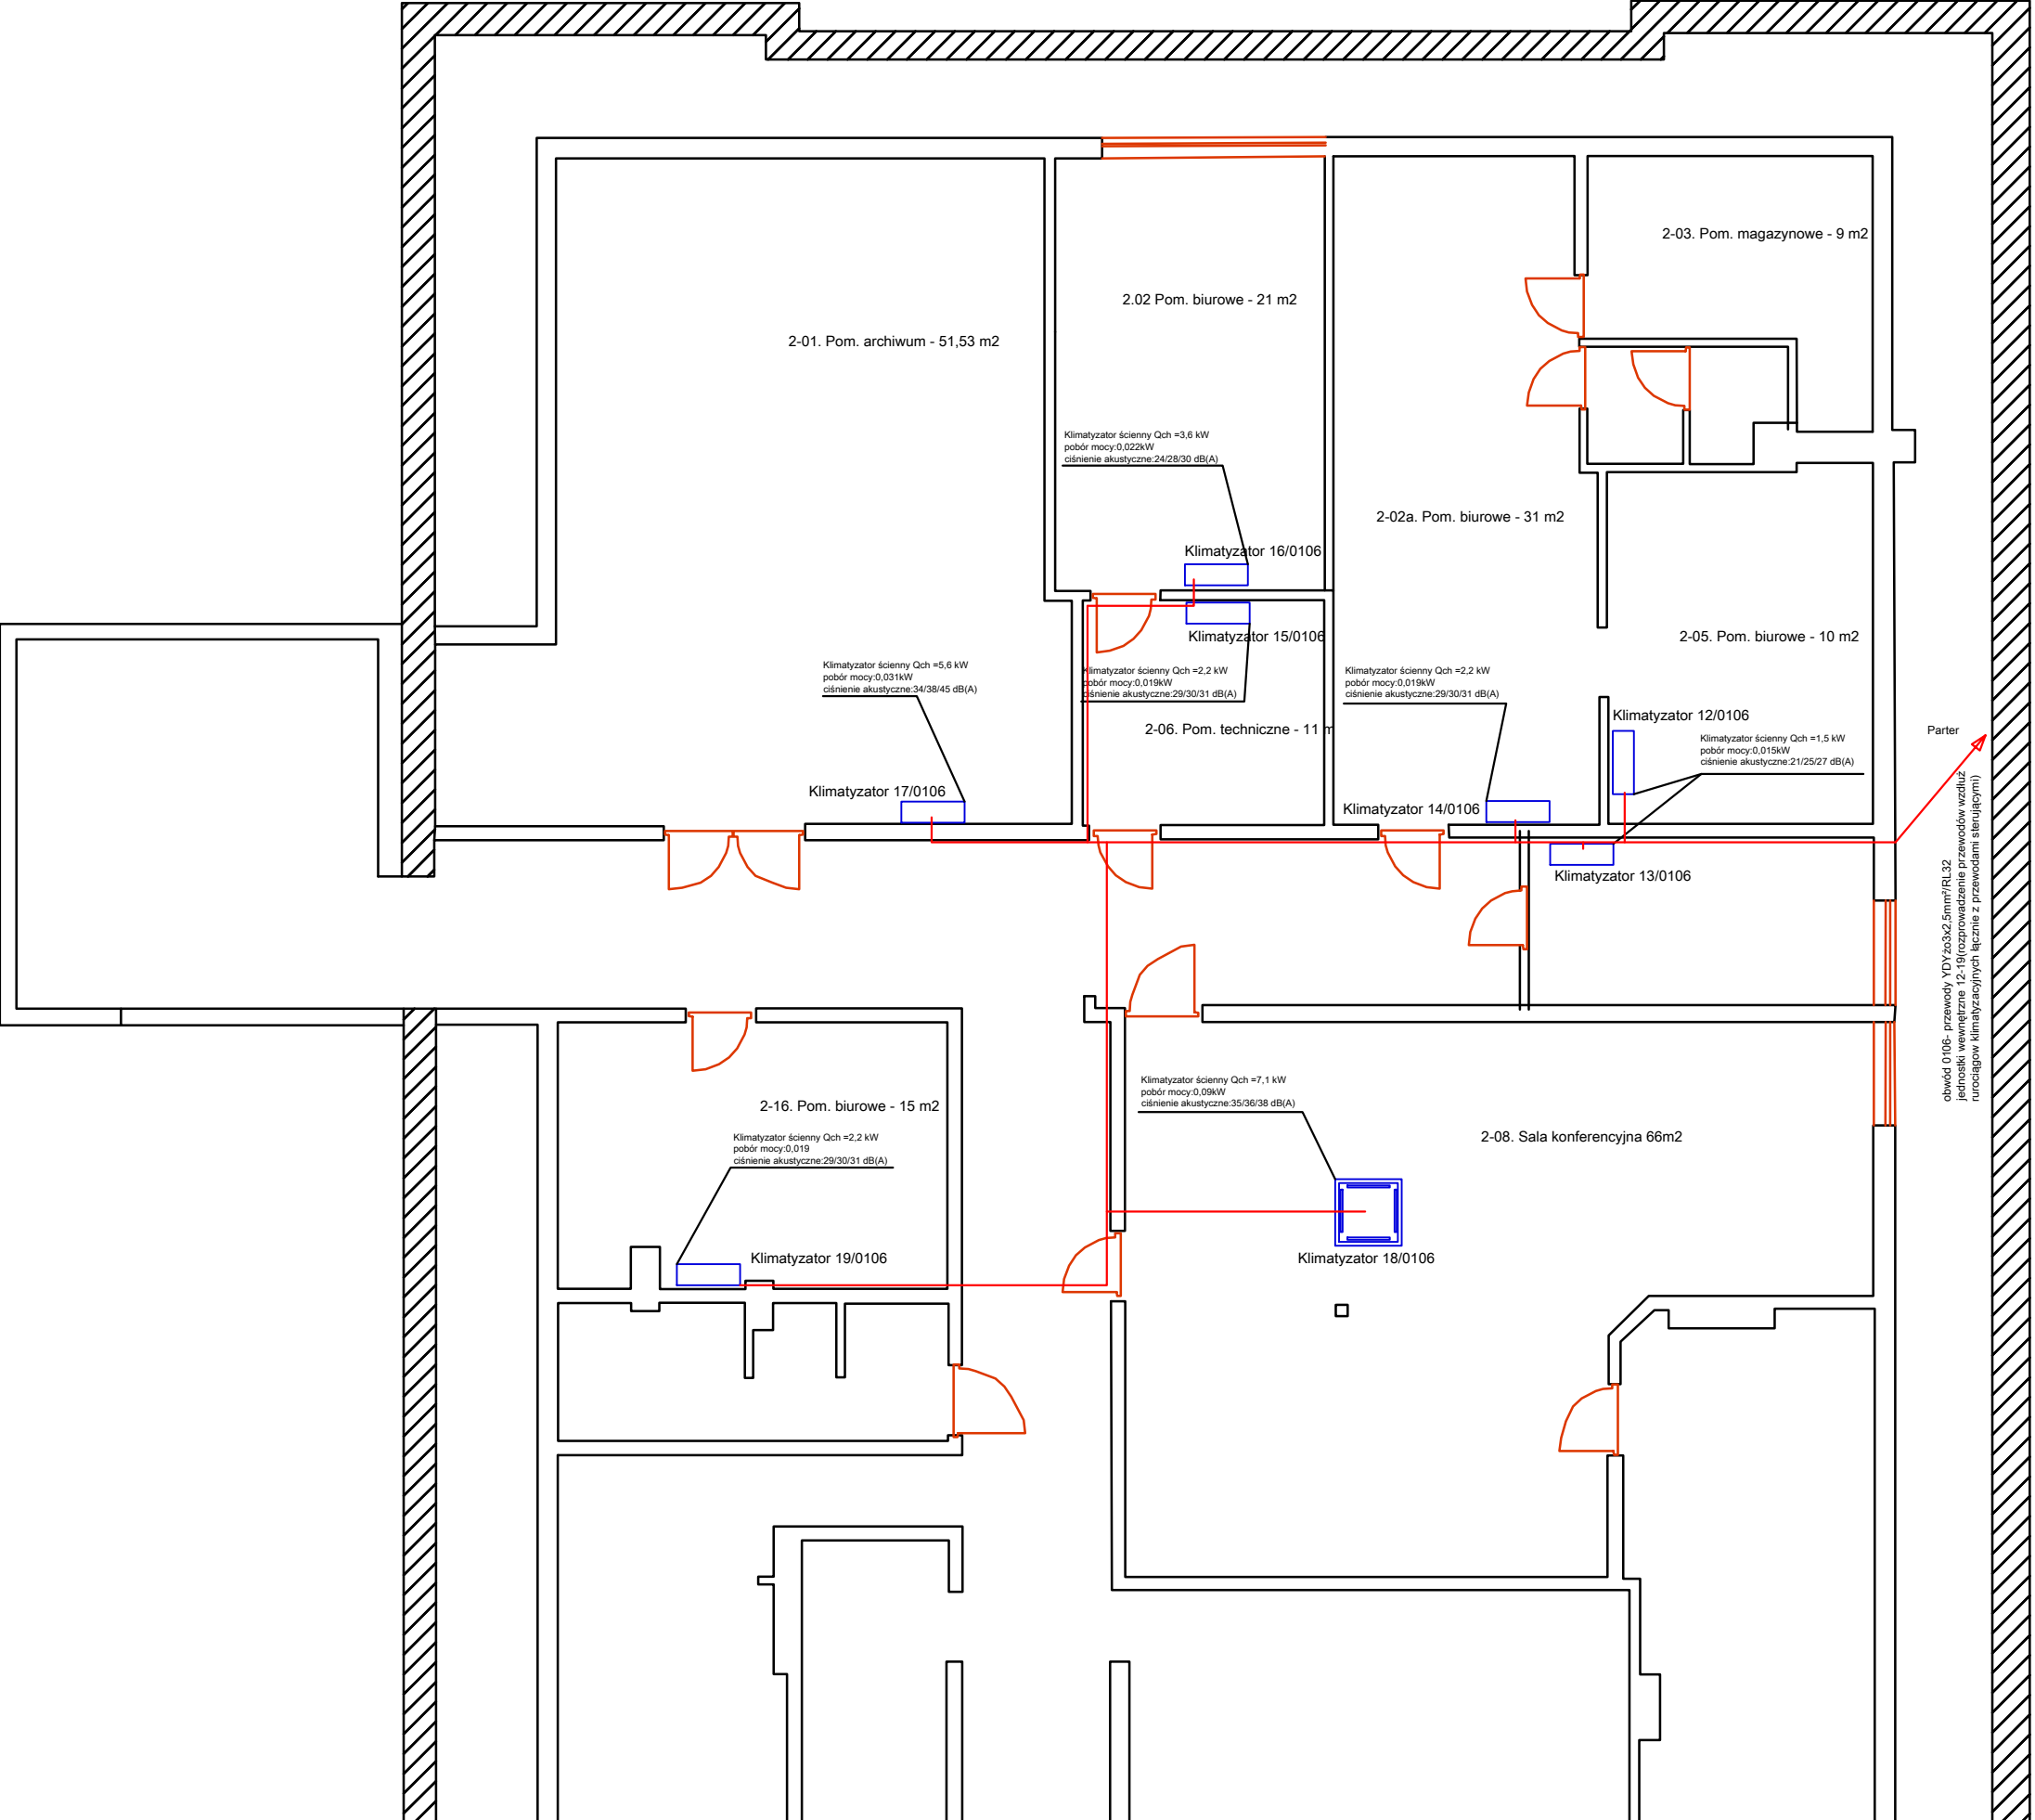 2-03. Pom. magazynowe - 9 m2
2.02 Pom. biurowe - 21 m2
2-01. Pom. archiwum - 51,53 m2
Klimatyzator ścienny Qch =3,6 kW
pobór mocy:0,022kW
ciśnienie akustyczne:24/28/30 dB(A)
2-02a. Pom. biurowe - 31 m2
Klimatyzator 16/0106
Klimatyzator 15/0106
2-05. Pom. biurowe - 10 m2
Klimatyzator ścienny Qch =5,6 kW
pobór mocy:0,031kW
ciśnienie akustyczne:34/38/45 dB(A)
Klimatyzator ścienny Qch =2,2 kW
pobór mocy:0,019kW
ciśnienie akustyczne:29/30/31 dB(A)
Klimatyzator ścienny Qch =2,2 kW
pobór mocy:0,019kW
ciśnienie akustyczne:29/30/31 dB(A)
Klimatyzator 12/0106
2-06. Pom. techniczne - 11 m
Parter
Klimatyzator ścienny Qch =1,5 kW
pobór mocy:0,015kW
ciśnienie akustyczne:21/25/27 dB(A)
Klimatyzator 17/0106
Klimatyzator 14/0106
Klimatyzator 13/0106
obwód 0106- przewody YDYżo3x2,5mm²/RL32
jednostki wewnętrzne 12-19(rozprowadzenie przewodów wzdłuż
rurociągow klimatyzacyjnych łącznie z przewodami sterującymi)
Klimatyzator ścienny Qch =7,1 kW
pobór mocy:0,09kW
ciśnienie akustyczne:35/36/38 dB(A)
2-16. Pom. biurowe - 15 m2
2-08. Sala konferencyjna 66m2
Klimatyzator ścienny Qch =2,2 kW
pobór mocy:0,019
ciśnienie akustyczne:29/30/31 dB(A)
Klimatyzator 19/0106
Klimatyzator 18/0106